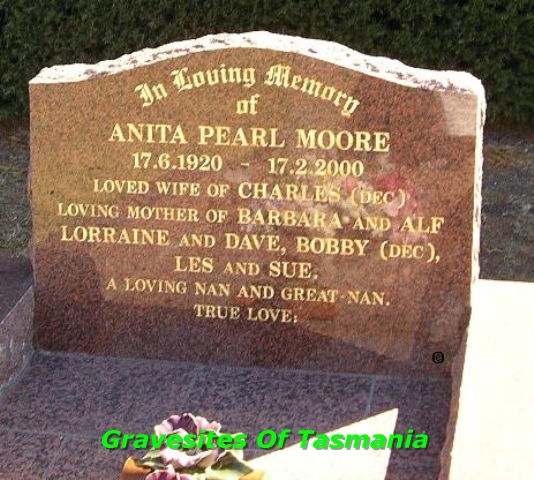 In Loving Memory
of
ANITA PEARL MOORE
17.6.1920 - 17.2.2000
LOVED WIFE OF CHARLES (DEC)
LOVING MOTHER OF BARBARA AND ALF
LORRAINE AND DAVE, BOBBY (DEC),
LES AND SUE.
A LOVING NAN AND GREAT-NAN.
TRUE LOVE:
Gravesites Of Tasmania